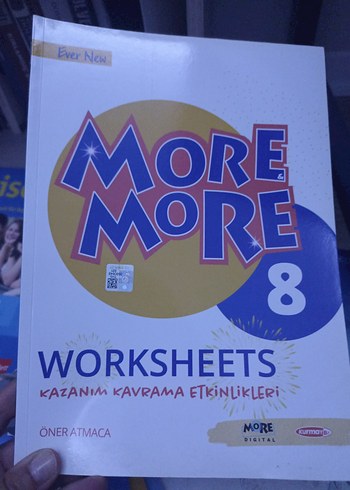 Ever New
MORE
&
MORE
8
WORKSHEETS
KAZANIM KAVRAMA ETKİNLİKLERİ
ÖNER ATMACA
MORE
DIGITAL